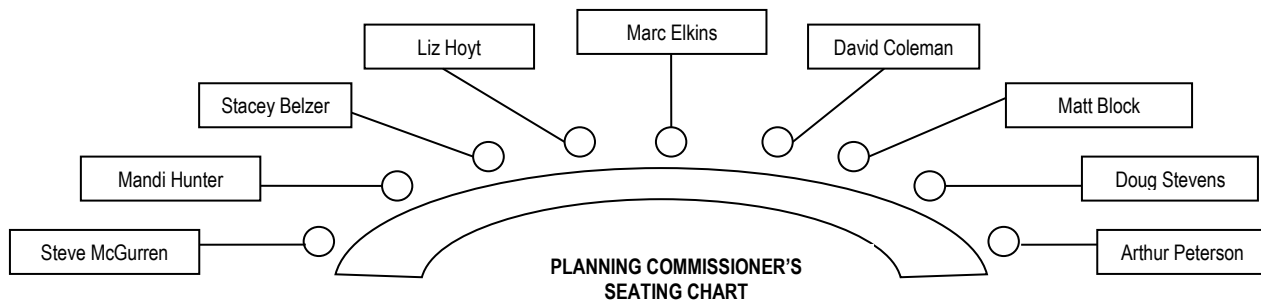 Marc Elkins
Liz Hoyt
David Coleman
Stacey Belzer
Matt Block
Mandi Hunter
Doug Stevens
Steve McGurren
Arthur Peterson
PLANNING COMMISSIONER'S
SEATING CHART